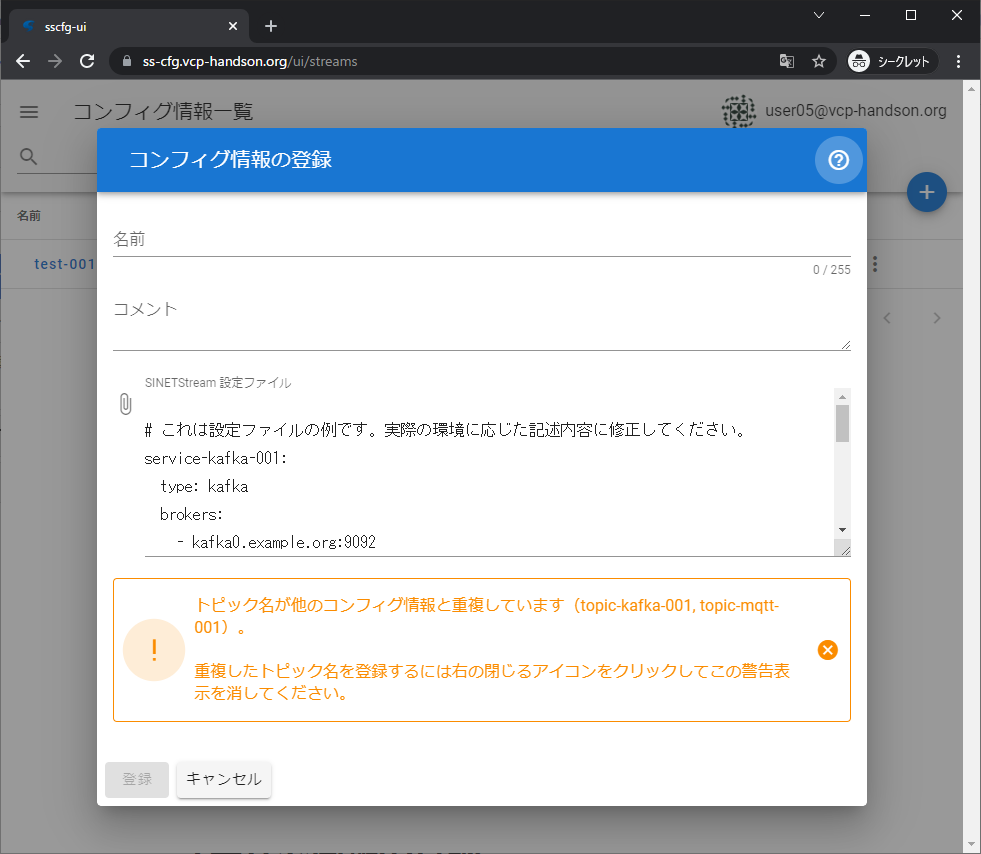 sscfg-ui
ss-cfg.vcp-handson.org/ui/streams
シークレット
コンフィグ情報一覧
user05@vcp-handson.org
コンフィグ情報の登録
名前
test-001
名前
0 / 255
コメント
SINETStream 設定ファイル
# これは設定ファイルの例です。実際の環境に応じた記述内容に修正してください。
service-kafka-001:
type: kafka
brokers:
- kafka0.example.org:9092
トピック名が他のコンフィグ情報と重複しています（topic-kafka-001, topic-mqtt-
001）。
重複したトピック名を登録するには右の閉じるアイコンをクリックしてこの警告表
示を消してください。
登録
キャンセル